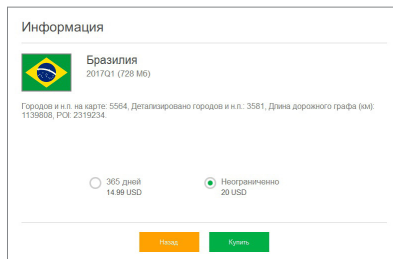 Информация
Бразилия
2017Q1 (728 Мб)
Городов и н.п. на карте: 5564, Детализировано городов и н.п.: 3581, Длина дорожного графа (км):
1139808, POI: 2319234.
365 дней
14.99 USD
Неограниченно
20 USD
Назад
Купить